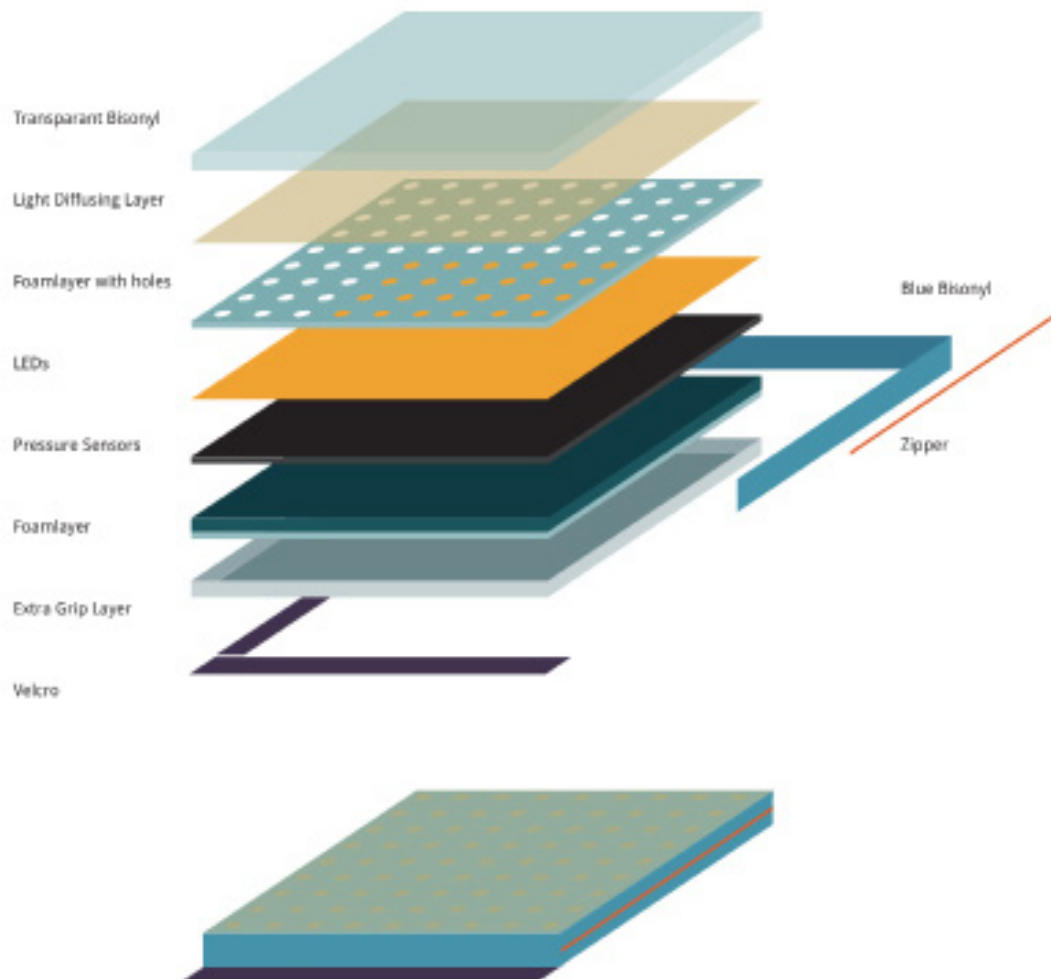 Transparant Bisonyl
Light Diffusing Layer
Foamlayer with holes
Blue Bisonyl
LEDs
Pressure Sensors
Zipper
Foamlayer
Extra Grip Layer
Velcro